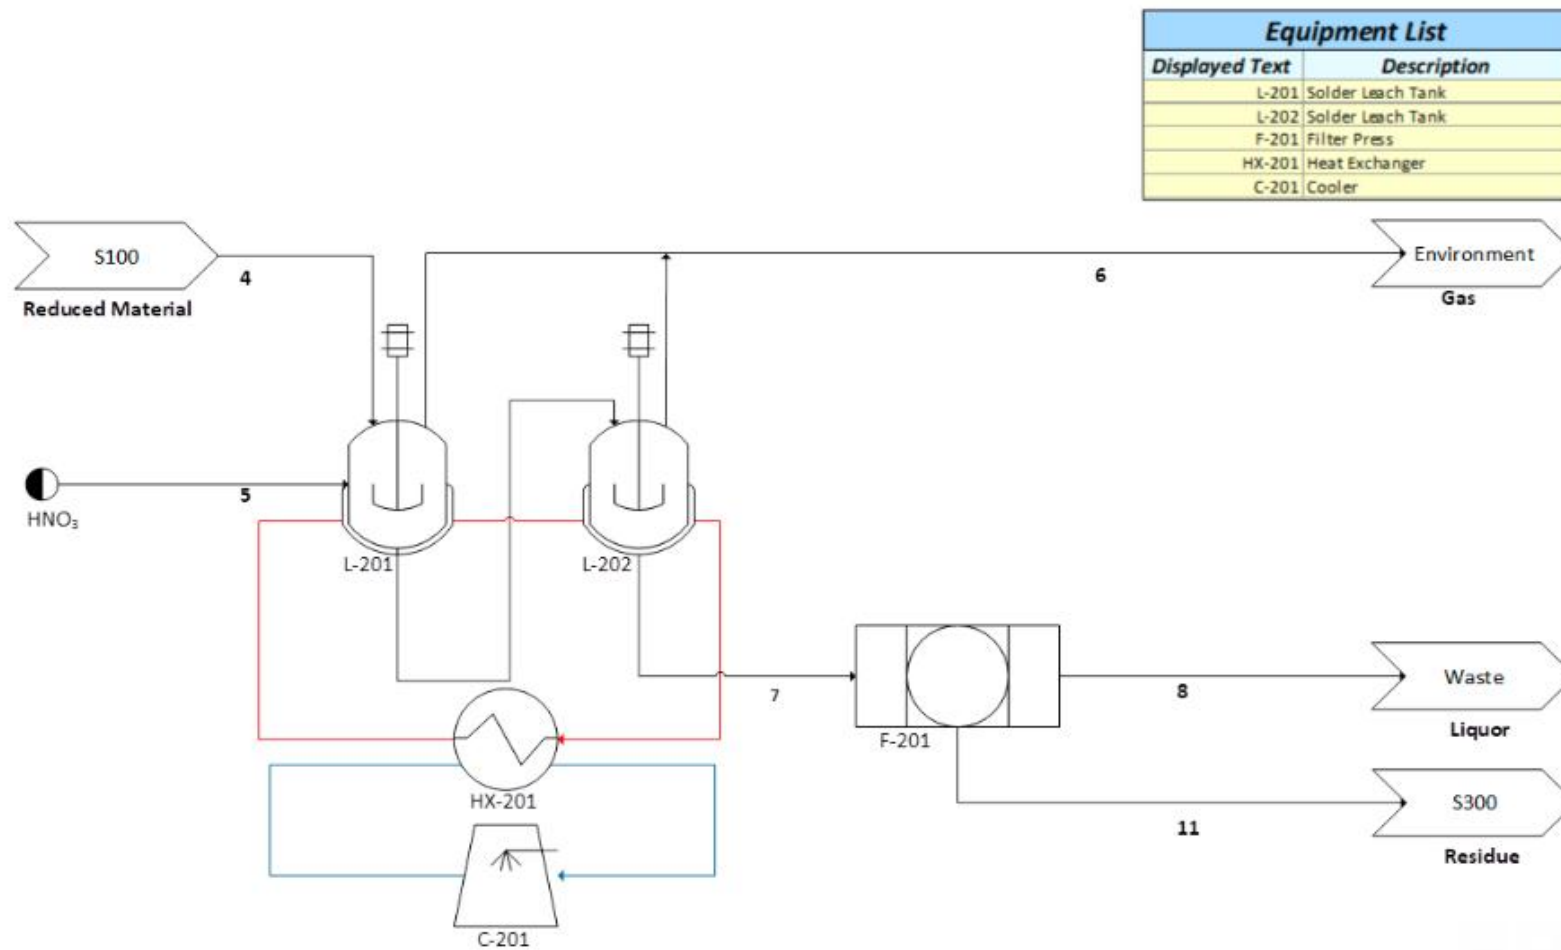 Equipment List
Displayed Text Description
L-201 Solder Leach Tank
L-202 Solder Leach Tank
F-201 Filter Press
HX-201 Heat Exchanger
C-201 Cooler
S100
4
Reduced Material
6
Environment
Gas
5
HNO₃
L-201
L-202
7
F-201
8
Waste
Liquor
HX-201
11
S300
Residue
C-201